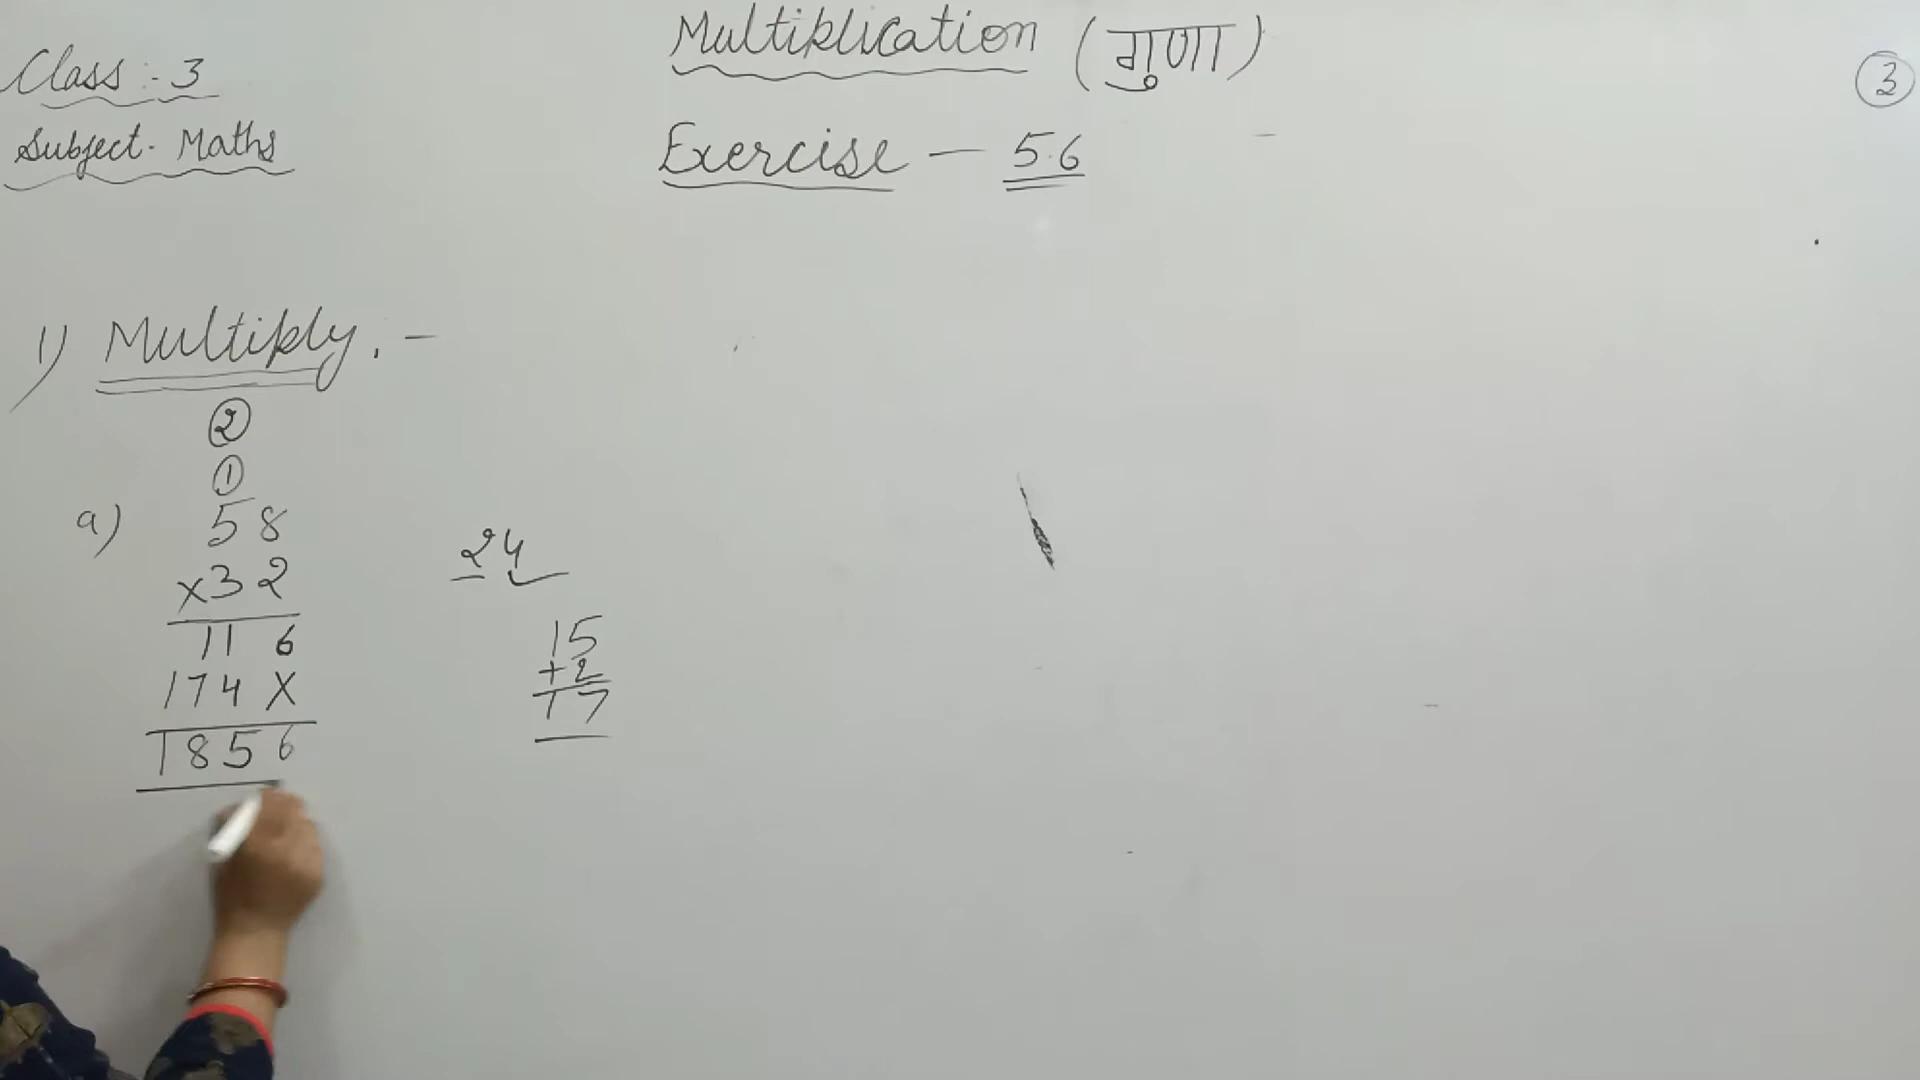 Multiplication (गुणा)
Class :- 3
3
Subject. Maths
Exercise - 5.6
1) Multiply. -
2
1
a) 58
x32
116
174X
1856
24
15
+2
17